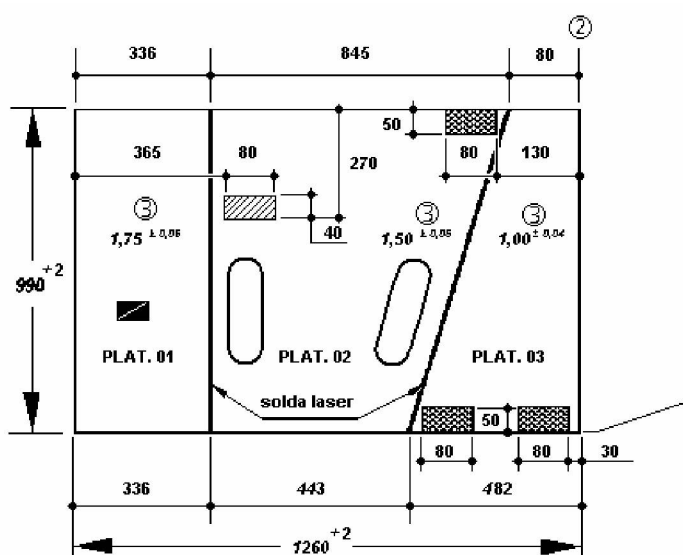 ②
336 845 80
50
365 80 270 80 130
③ ③ ③
1,75 ± 0,06 40 1,50 ± 0,05 1,00 ± 0,04
990 +2
PLAT. 01 PLAT. 02 PLAT. 03
solda laser
50
80 80 30
336 443 482
1260 +2